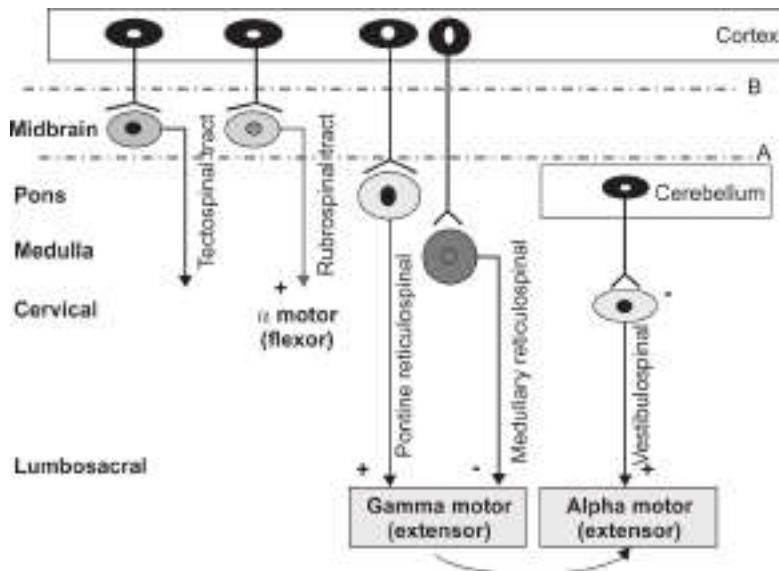 Cortex
B
Midbrain
A
Tectospinal tract
Rubrospinal tract
Pons
Cerebellum
Medulla
+
-
Cervical
α motor
(flexor)
Pontine reticulospinal
Medullary reticulospinal
Vestibulospinal
Lumbosacral
+
-
+
Gamma motor
(extensor)
Alpha motor
(extensor)